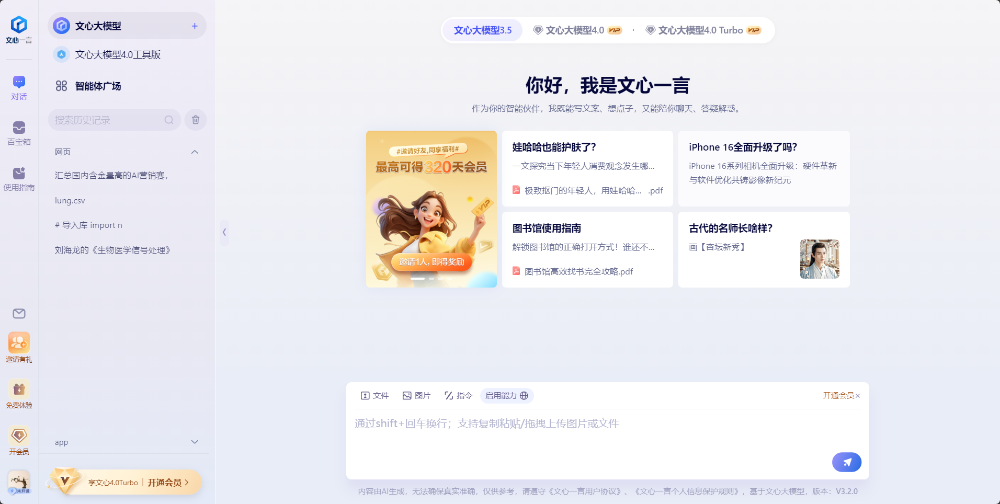 文心一言
对话
百宝箱
使用指南
邀请有礼
免费体验
开会员
未开通
文心大模型
+
文心大模型4.0工具版
智能体广场
搜索历史记录
网页
汇总国内含金量高的AI营销赛，
lung.csv
# 导入库 import n
刘海龙的《生物医学信号处理》
app
享文心4.0Turbo | 开通会员 >
文心大模型3.5
文心大模型4.0 VIP
·
文心大模型4.0 Turbo VIP
你好，我是文心一言
作为你的智能伙伴，我既能写文案、想点子，又能陪你聊天、答疑解惑。
#邀请好友,同享福利#
最高可得320天会员
VIP
邀请1人, 即得奖励
娃哈哈也能护肤了？
一文探究当下年轻人消费观念发生哪...
极致抠门的年轻人，用娃哈哈... .pdf
iPhone 16全面升级了吗？
iPhone 16系列相机全面升级：硬件革新
与软件优化共铸影像新纪元
图书馆使用指南
解锁图书馆的正确打开方式！谁还不...
图书馆高效找书完全攻略.pdf
古代的名师长啥样？
画【杏坛新秀】
文件
图片
指令
启用能力
开通会员×
通过shift+回车换行；支持复制粘贴/拖拽上传图片或文件
内容由AI生成，无法确保真实准确，仅供参考，请遵守《文心一言用户协议》、《文心一言个人信息保护规则》，基于文心大模型，版本：V3.2.0